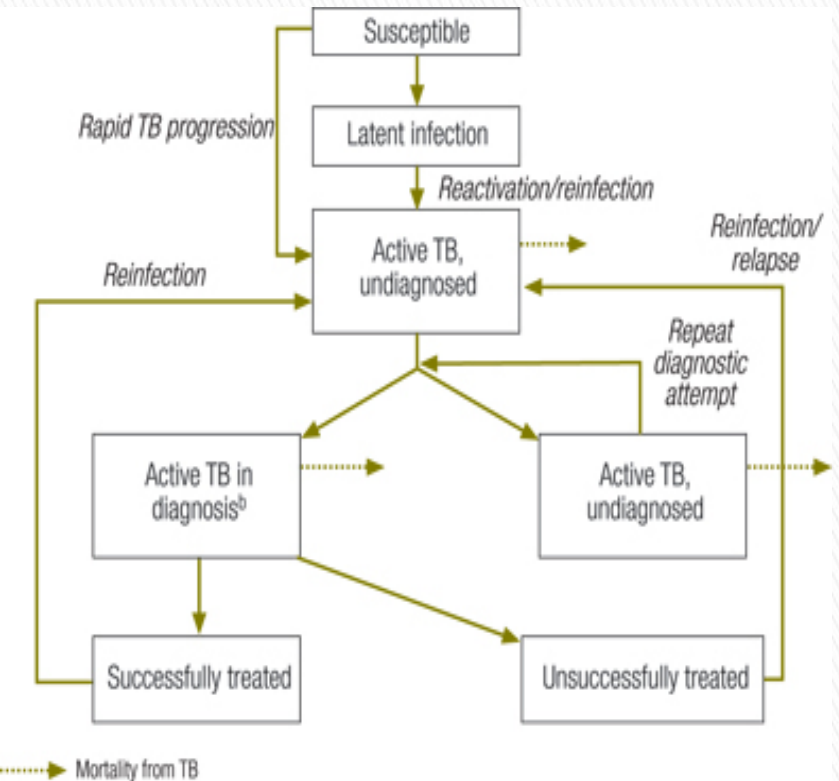 Susceptible
Rapid TB progression
Latent infection
Reactivation/reinfection
Active TB,
undiagnosed
Reinfection/
relapse
Reinfection
Repeat
diagnostic
attempt
Active TB in
diagnosisᵇ
Active TB,
undiagnosed
Successfully treated
Unsuccessfully treated
Mortality from TB